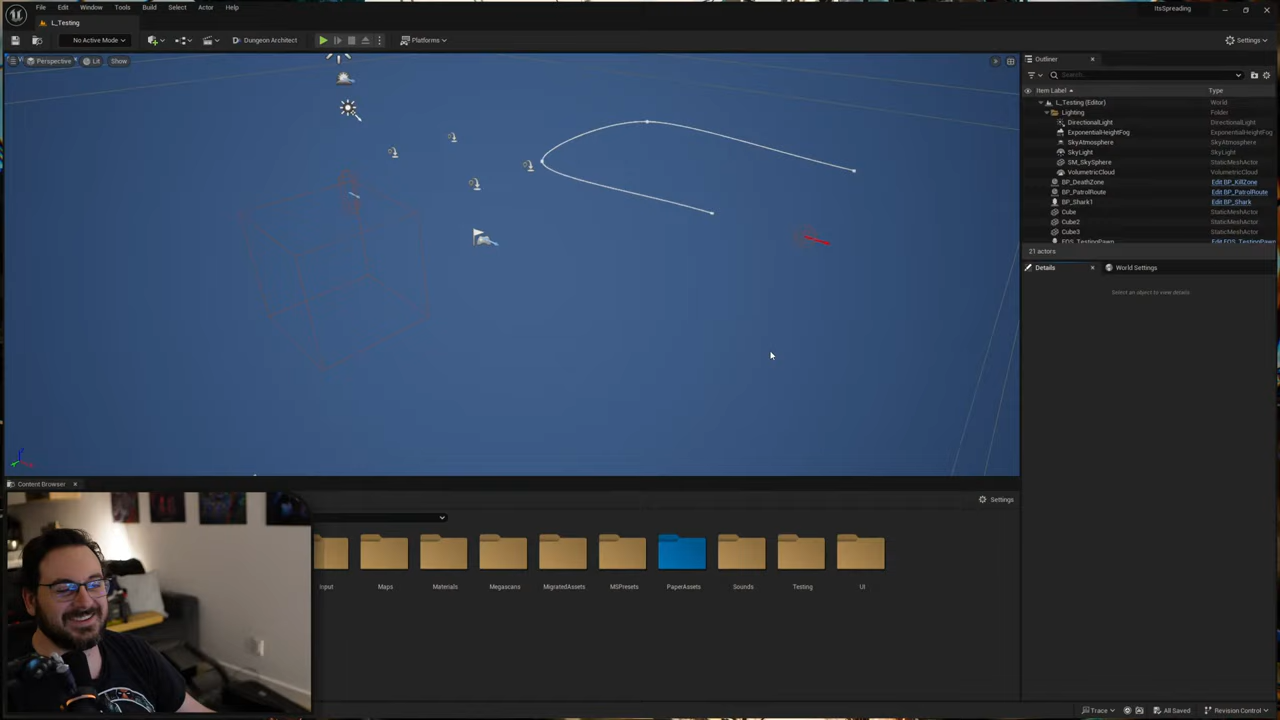 File Edit Window Tools Build Select Actor Help
ItsSpreading
L_Testing
No Active Mode
Dungeon Architect
Platforms
Settings
Perspective Lit Show
Outliner
Search...
Item Label Type
L_Testing (Editor) World
Lighting Folder
DirectionalLight DirectionalLight
ExponentialHeightFog ExponentialHeightFog
SkyAtmosphere SkyAtmosphere
SkyLight SkyLight
SM_SkySphere StaticMeshActor
VolumetricCloud VolumetricCloud
BP_DeathZone Edit BP_KillZone
BP_PatrolRoute Edit BP_PatrolRoute
BP_Shark1 Edit BP_Shark
Cube StaticMeshActor
Cube2 StaticMeshActor
Cube3 StaticMeshActor
21 actors
Details World Settings
Select an object to view details
Content Browser
Settings
Input Maps Materials Megascans MigratedAssets MSPresets PaperAssets Sounds Testing UI
Trace All Saved Revision Control